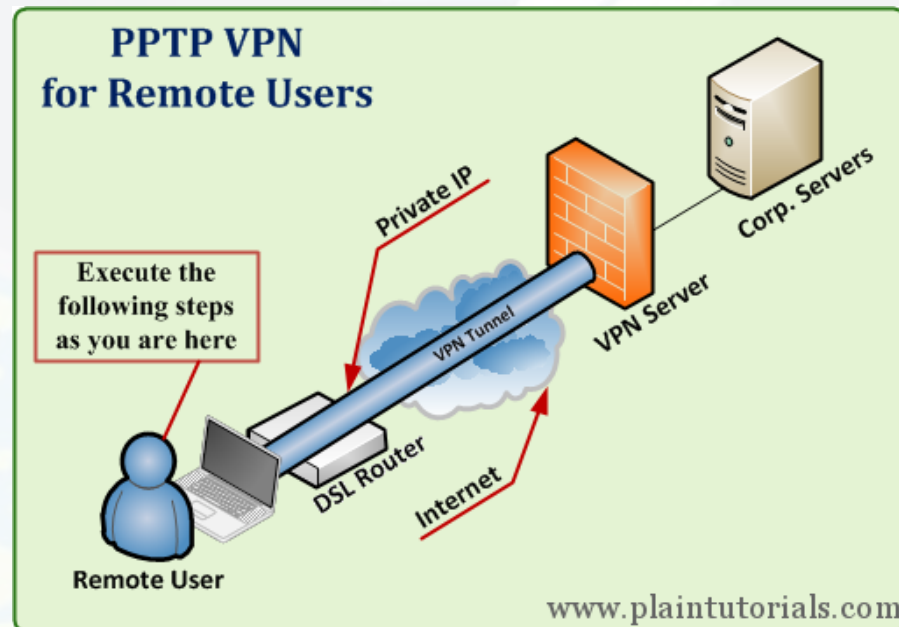 PPTP VPN
for Remote Users
Corp. Servers
Private IP
Execute the
following steps
as you are here
VPN Server
VPN Tunnel
DSL Router
Internet
Remote User
www.plaintutorials.com